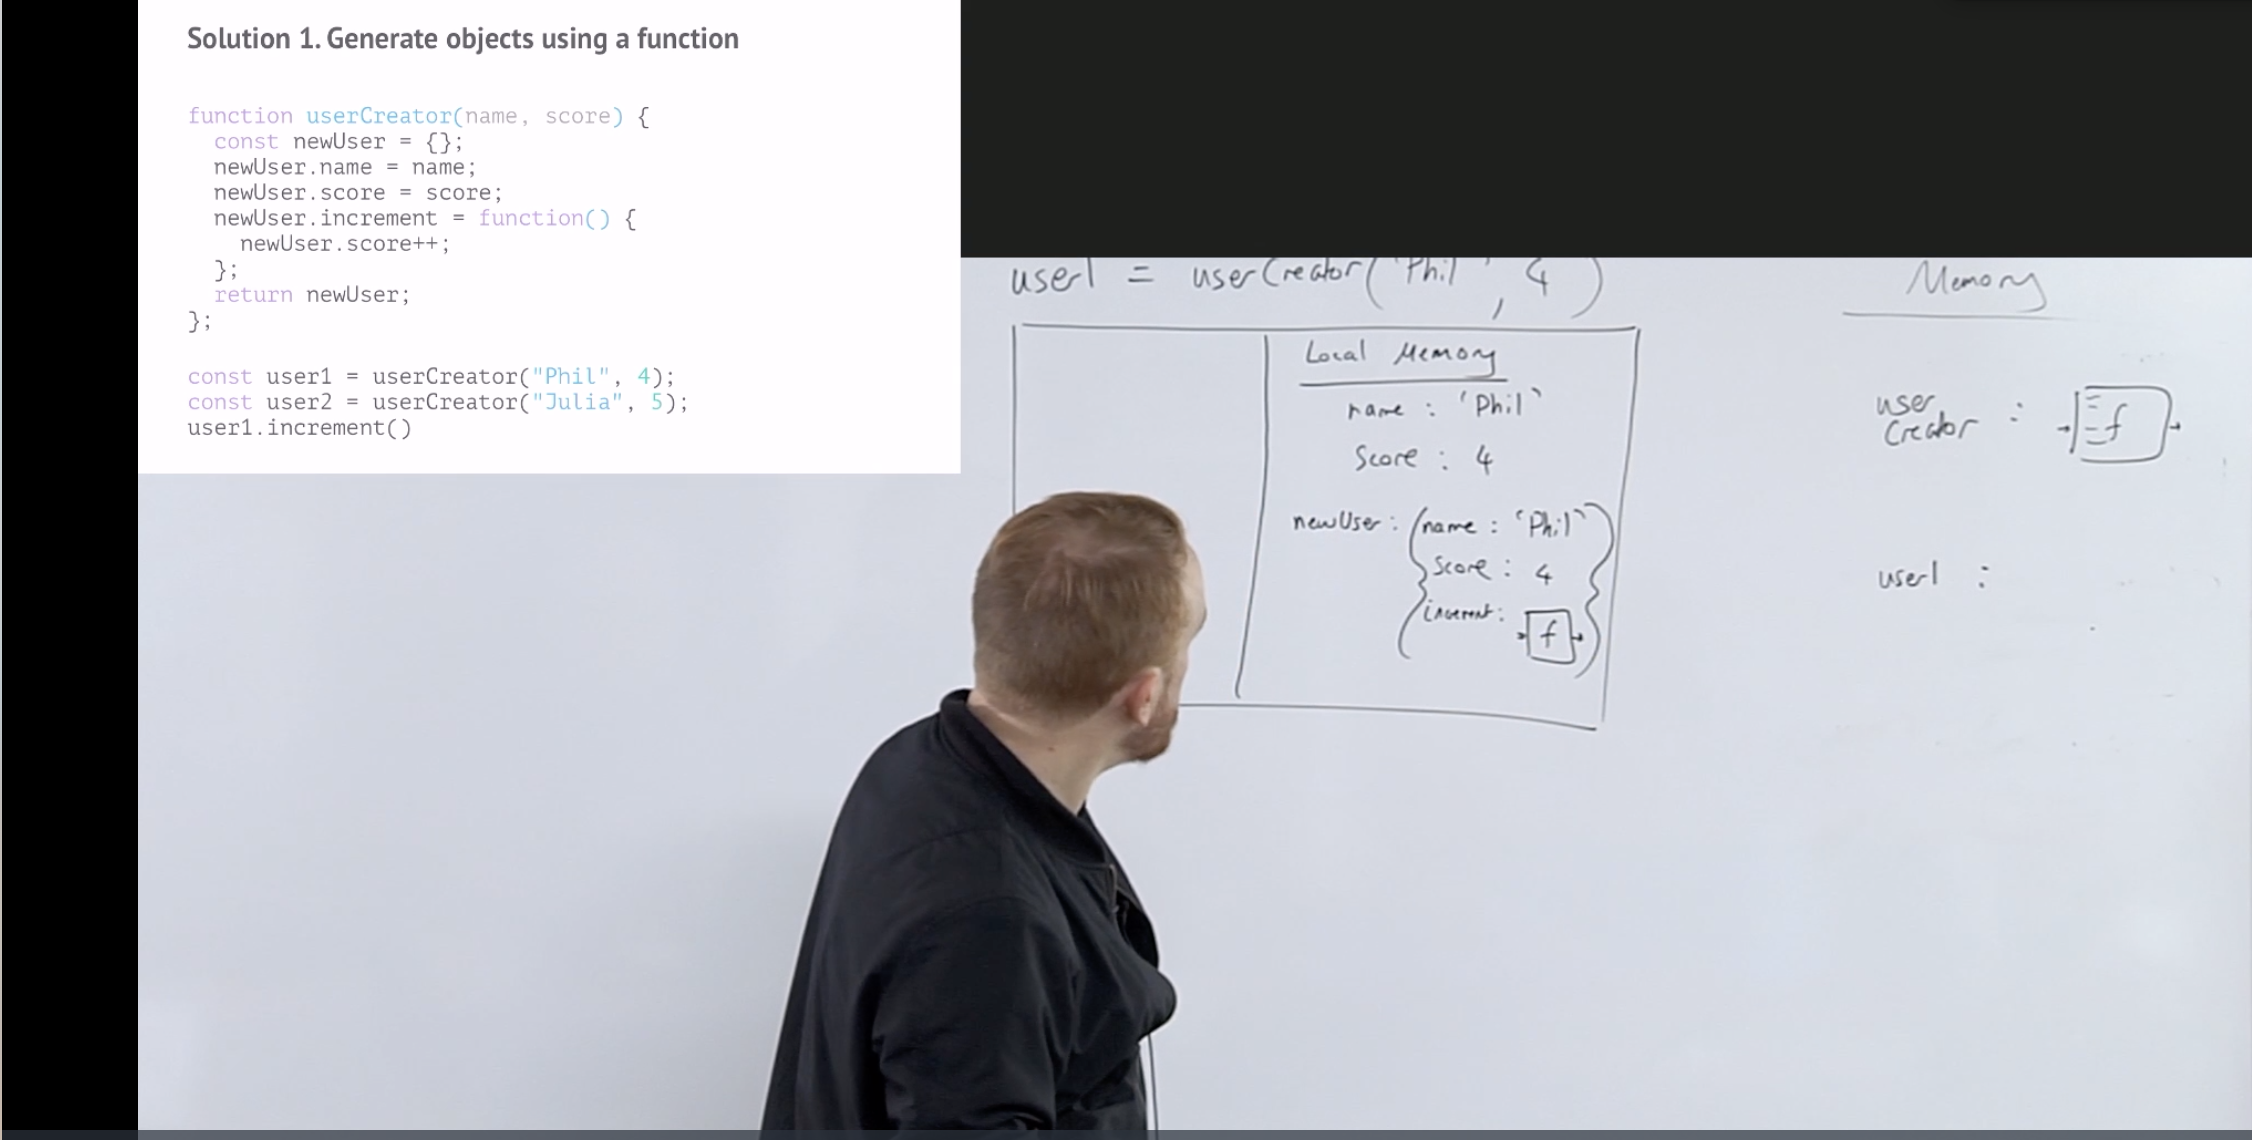 Solution 1. Generate objects using a function
function userCreator(name, score) {
const newUser = {};
newUser.name = name;
newUser.score = score;
newUser.increment = function() {
newUser.score++;
};
return newUser;
};
const user1 = userCreator("Phil", 4);
const user2 = userCreator("Julia", 5);
user1.increment()
user1 = userCreator('Phil', 4)
Local Memory
name : 'Phil'
Score : 4
newUser : { name : 'Phil'
Score : 4
increment :
f }
Memory
user
Creator : f
user1 :